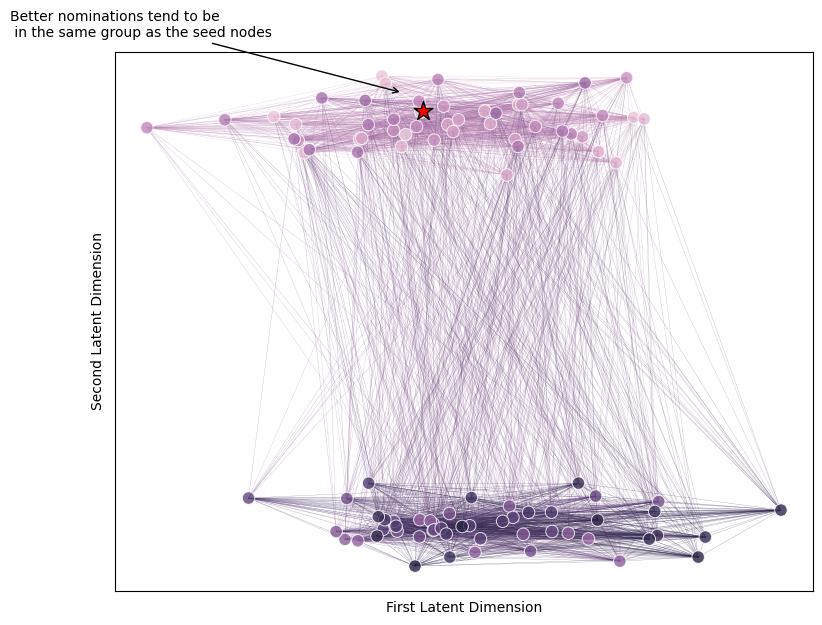 Better nominations tend to be
in the same group as the seed nodes
Second Latent Dimension
First Latent Dimension